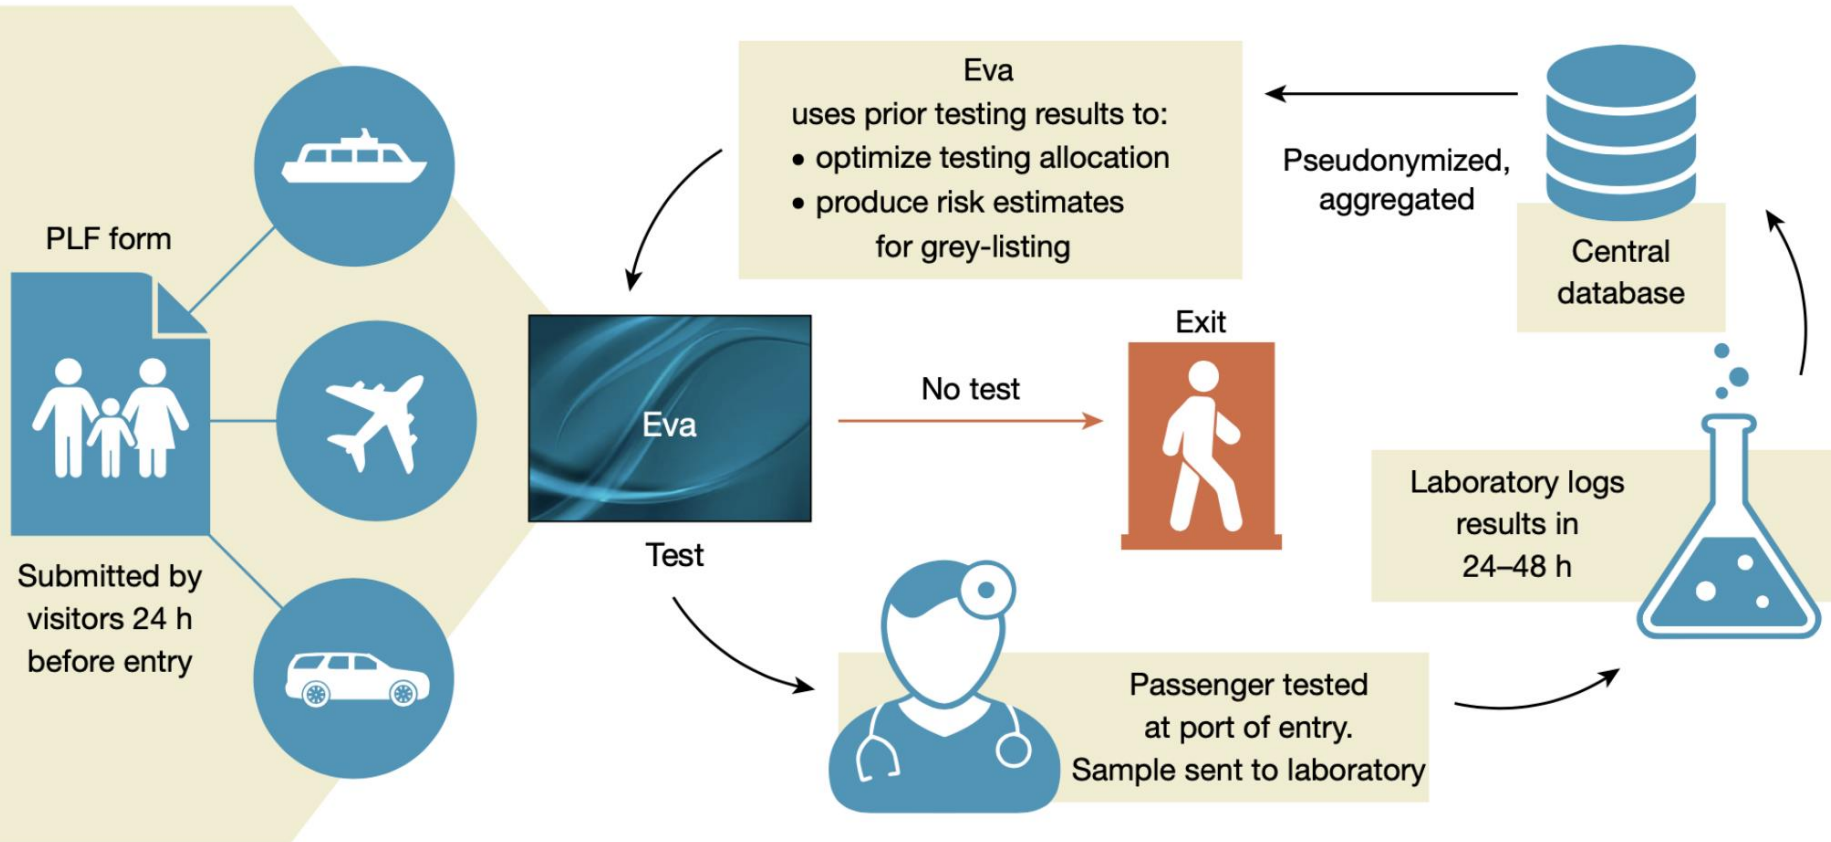 PLF form
Submitted by
visitors 24 h
before entry
Eva
uses prior testing results to:
• optimize testing allocation
• produce risk estimates
for grey-listing
Pseudonymized,
aggregated
Central
database
Eva
No test
Exit
Test
Laboratory logs
results in
24–48 h
Passenger tested
at port of entry.
Sample sent to laboratory